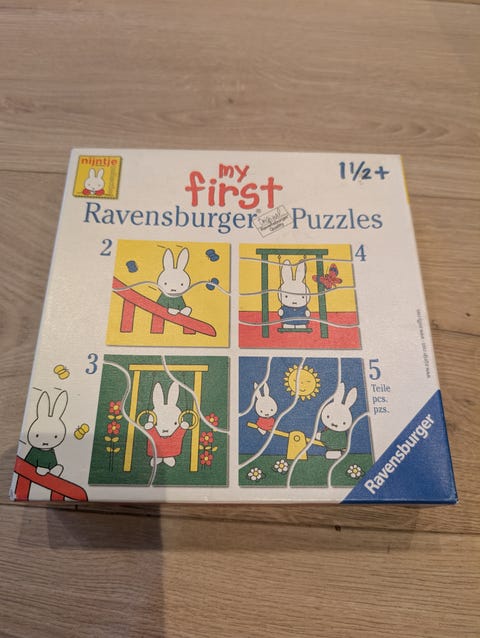 nijntje
my
first
1½+
Ravensburger Puzzles
2
4
3
5
Teile
pcs.
pzs.
Ravensburger